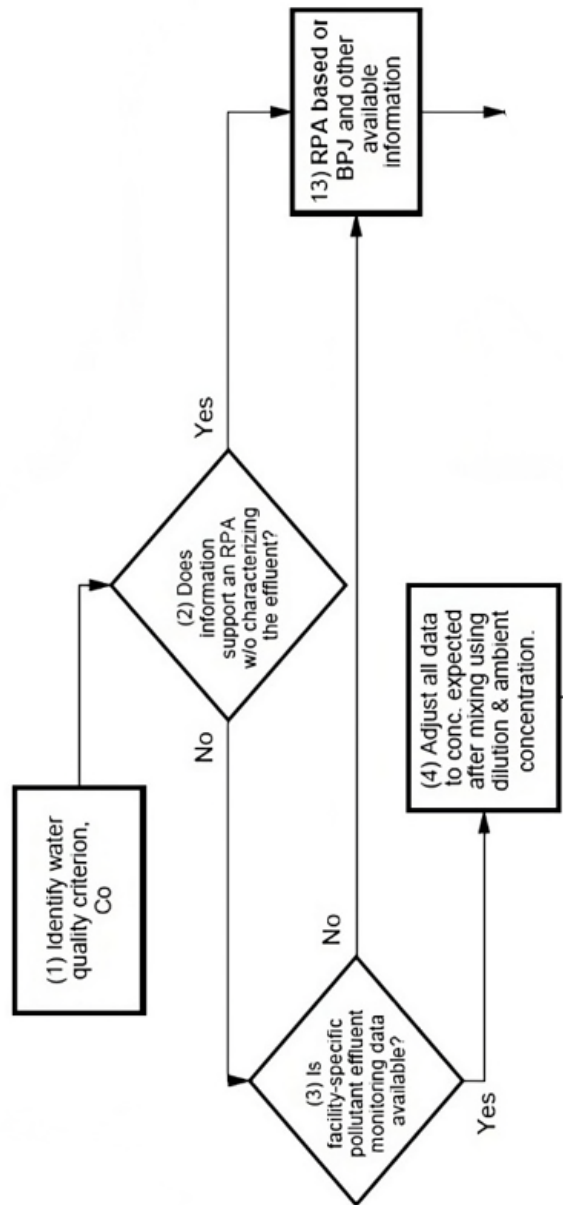 (1) Identify water
quality criterion,
Co
(2) Does
information
support an RPA
w/o characterizing
the effluent?
No
Yes
(3) Is
facility-specific
pollutant effluent
monitoring data
available?
No
Yes
13) RPA based or
BPJ and other
available
information
(4) Adjust all data
to conc. expected
after mixing using
dilution & ambient
concentration.